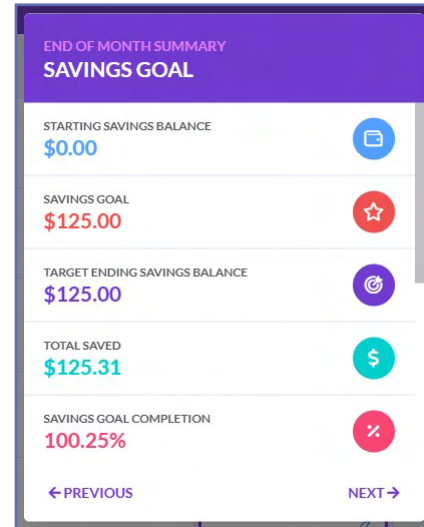 END OF MONTH SUMMARY
SAVINGS GOAL
STARTING SAVINGS BALANCE
$0.00
SAVINGS GOAL
$125.00
TARGET ENDING SAVINGS BALANCE
$125.00
TOTAL SAVED
$125.31
SAVINGS GOAL COMPLETION
100.25%
←PREVIOUS NEXT→